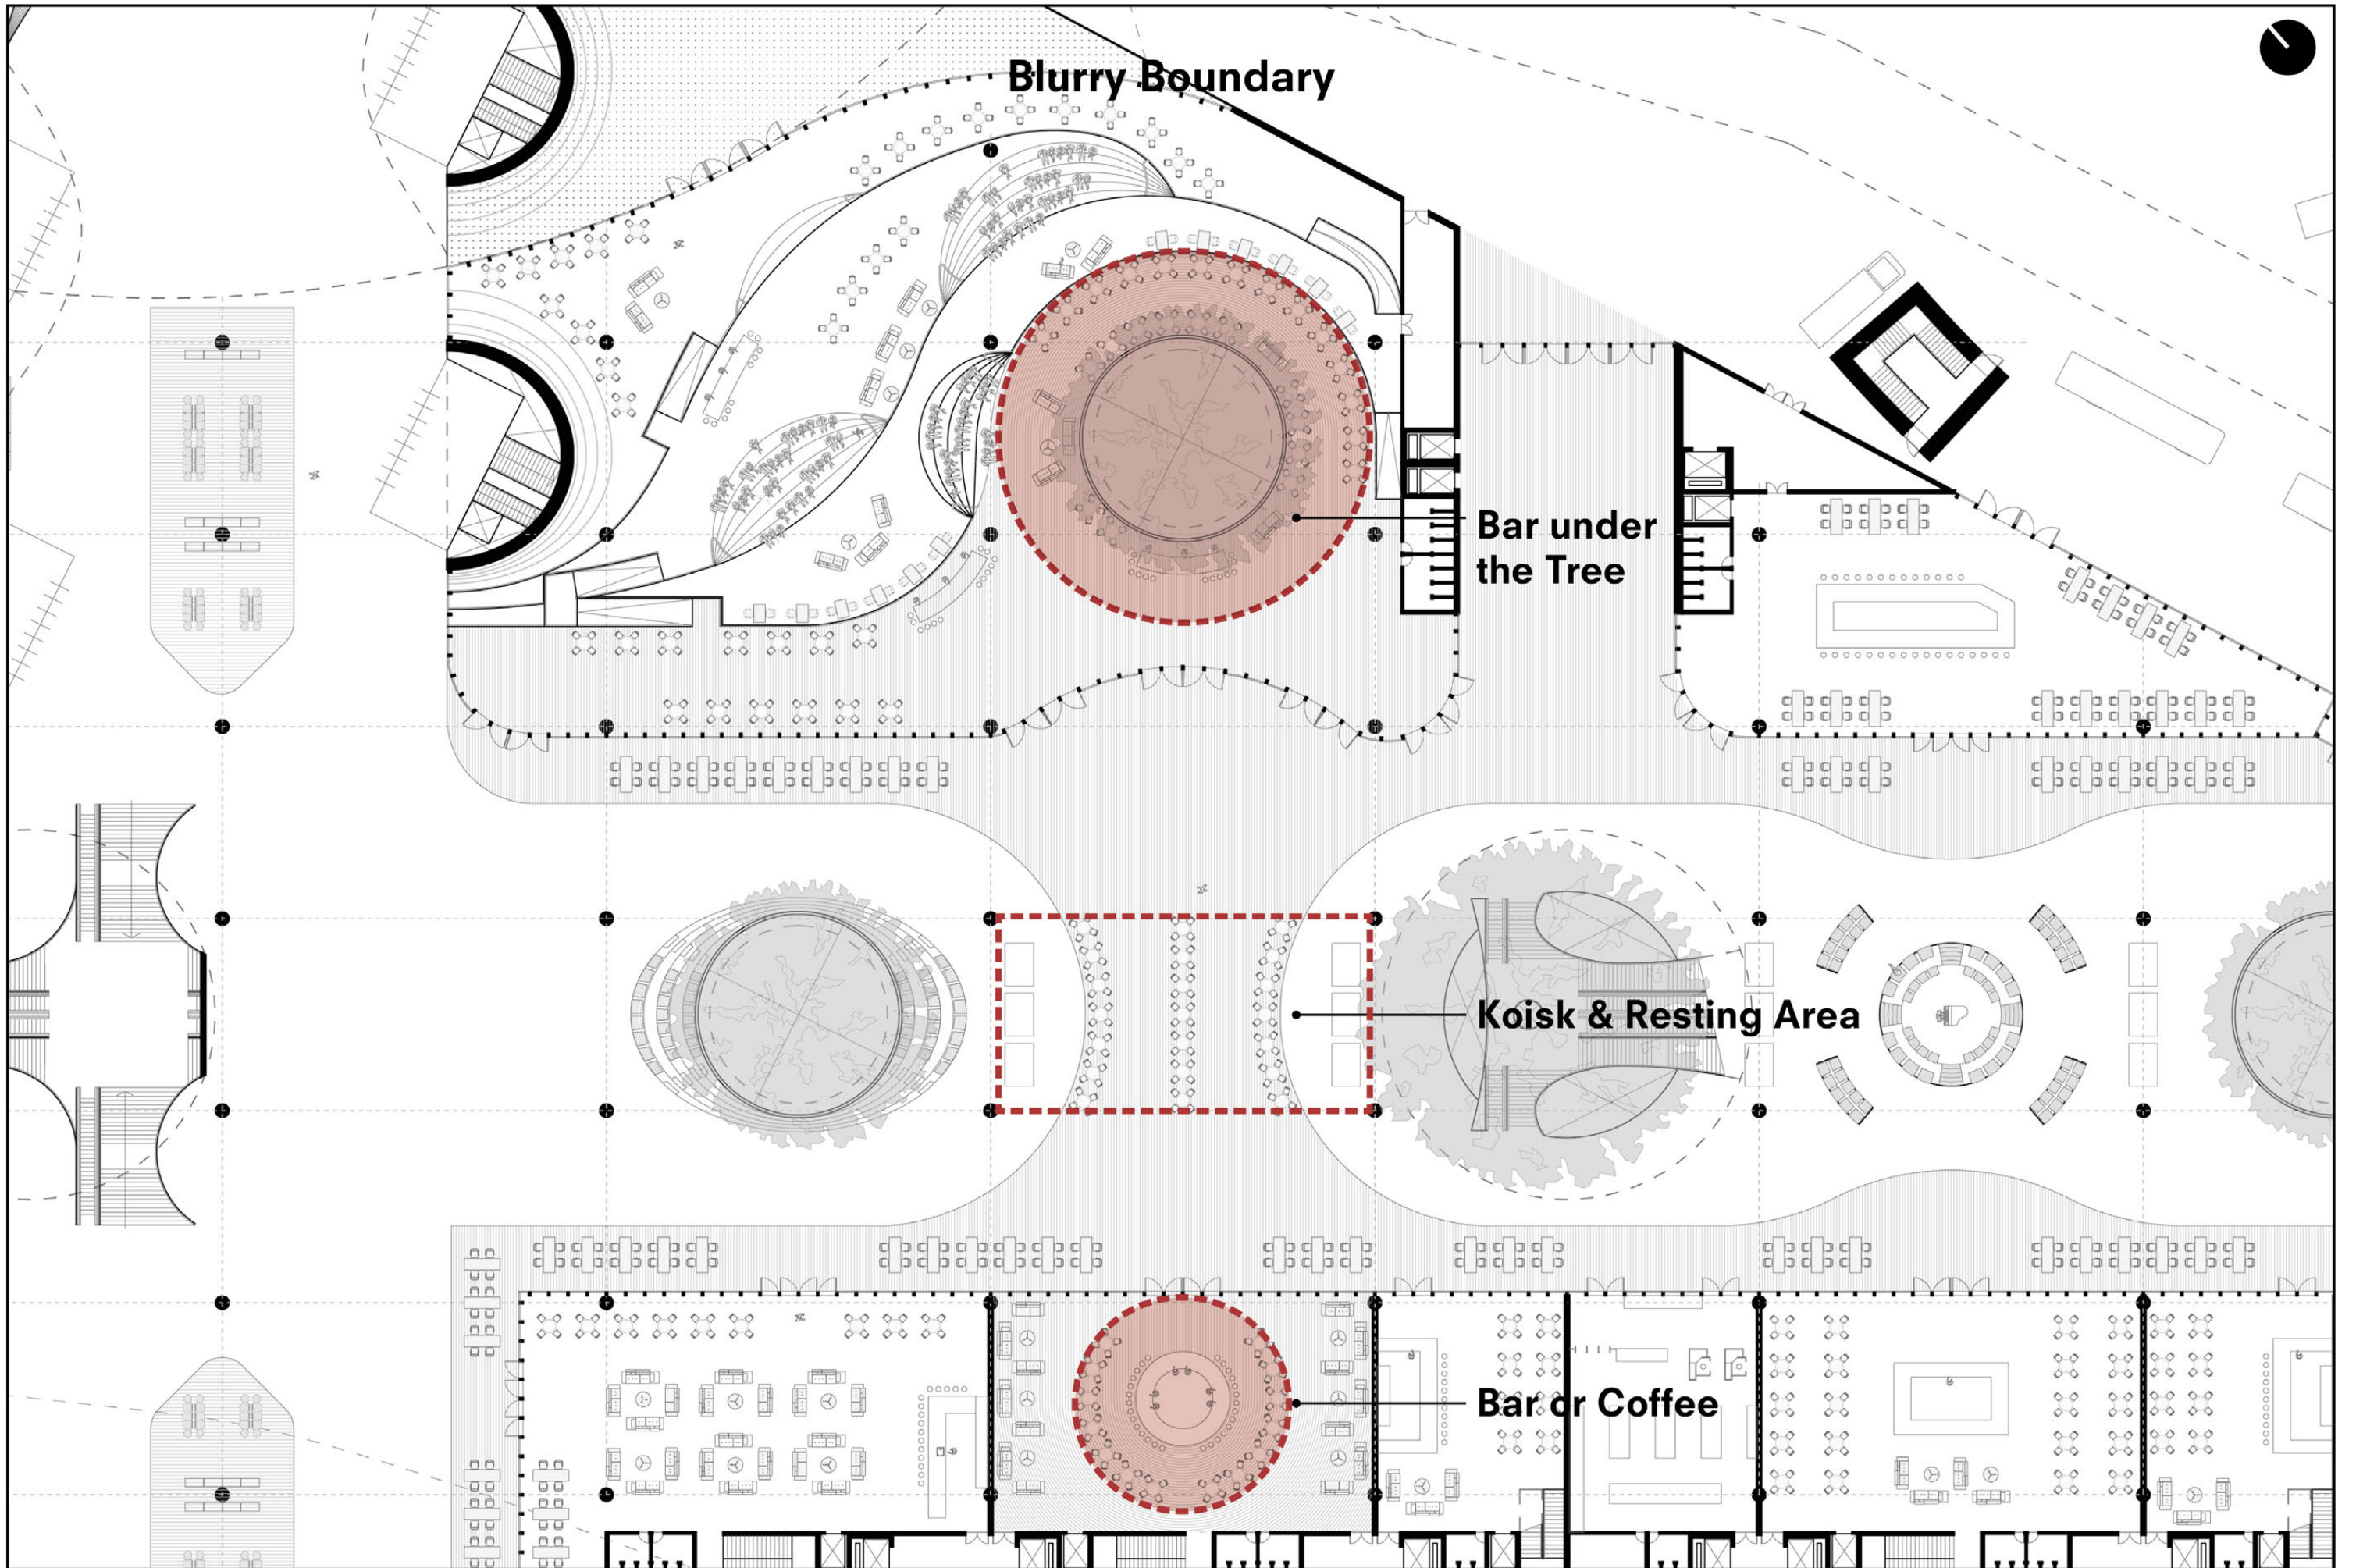 Blurry Boundary
Bar under
the Tree
Koisk & Resting Area
Bar or Coffee